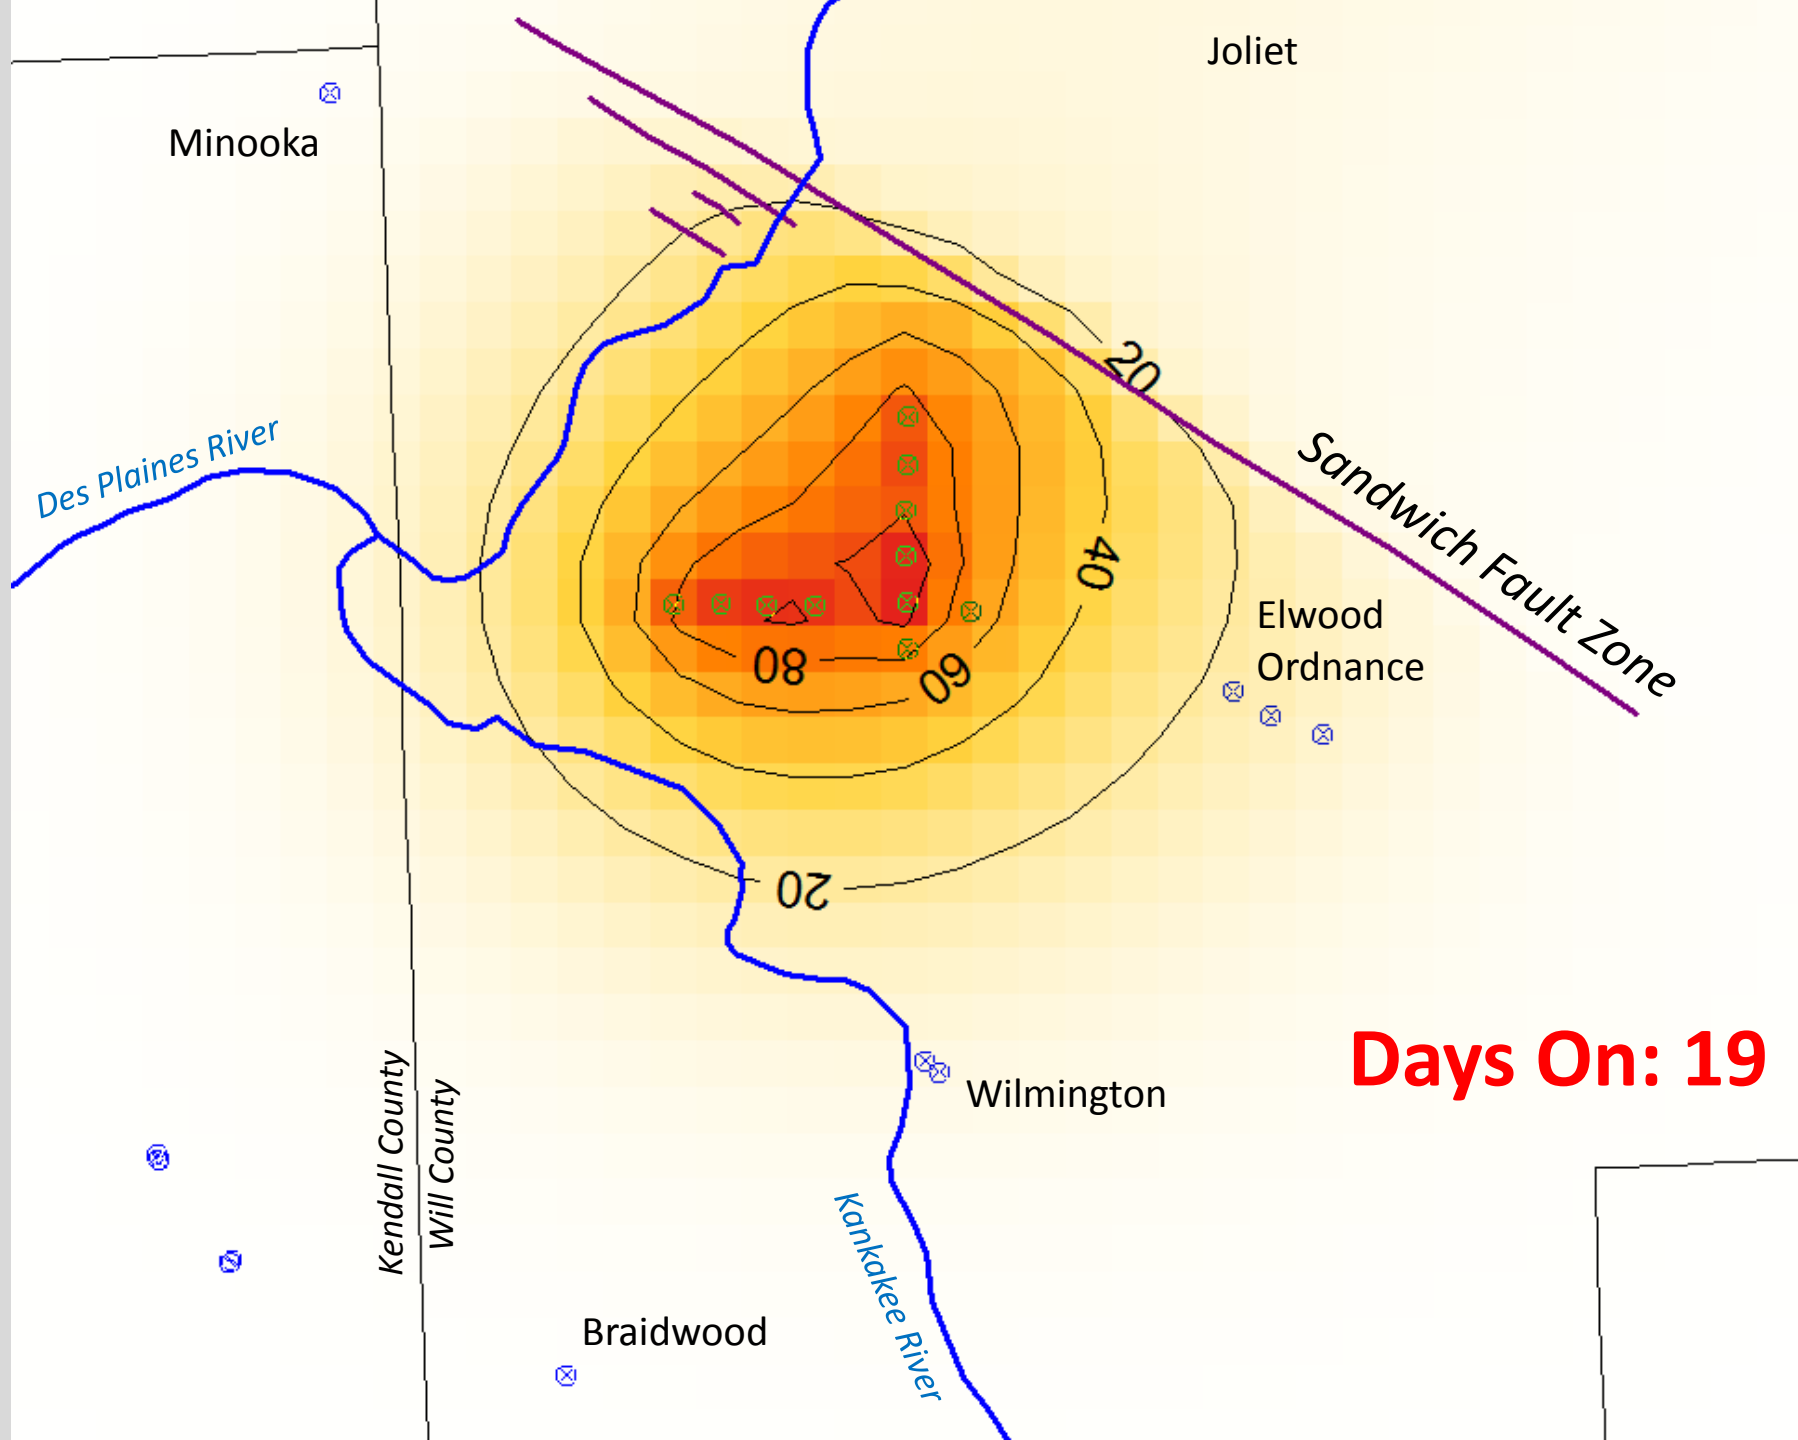 Joliet
Minooka
20
Des Plaines River
Sandwich Fault Zone
40
Elwood
Ordnance
80
60
20
Days On: 19
Wilmington
Kendall County
Will County
Kankakee River
Braidwood